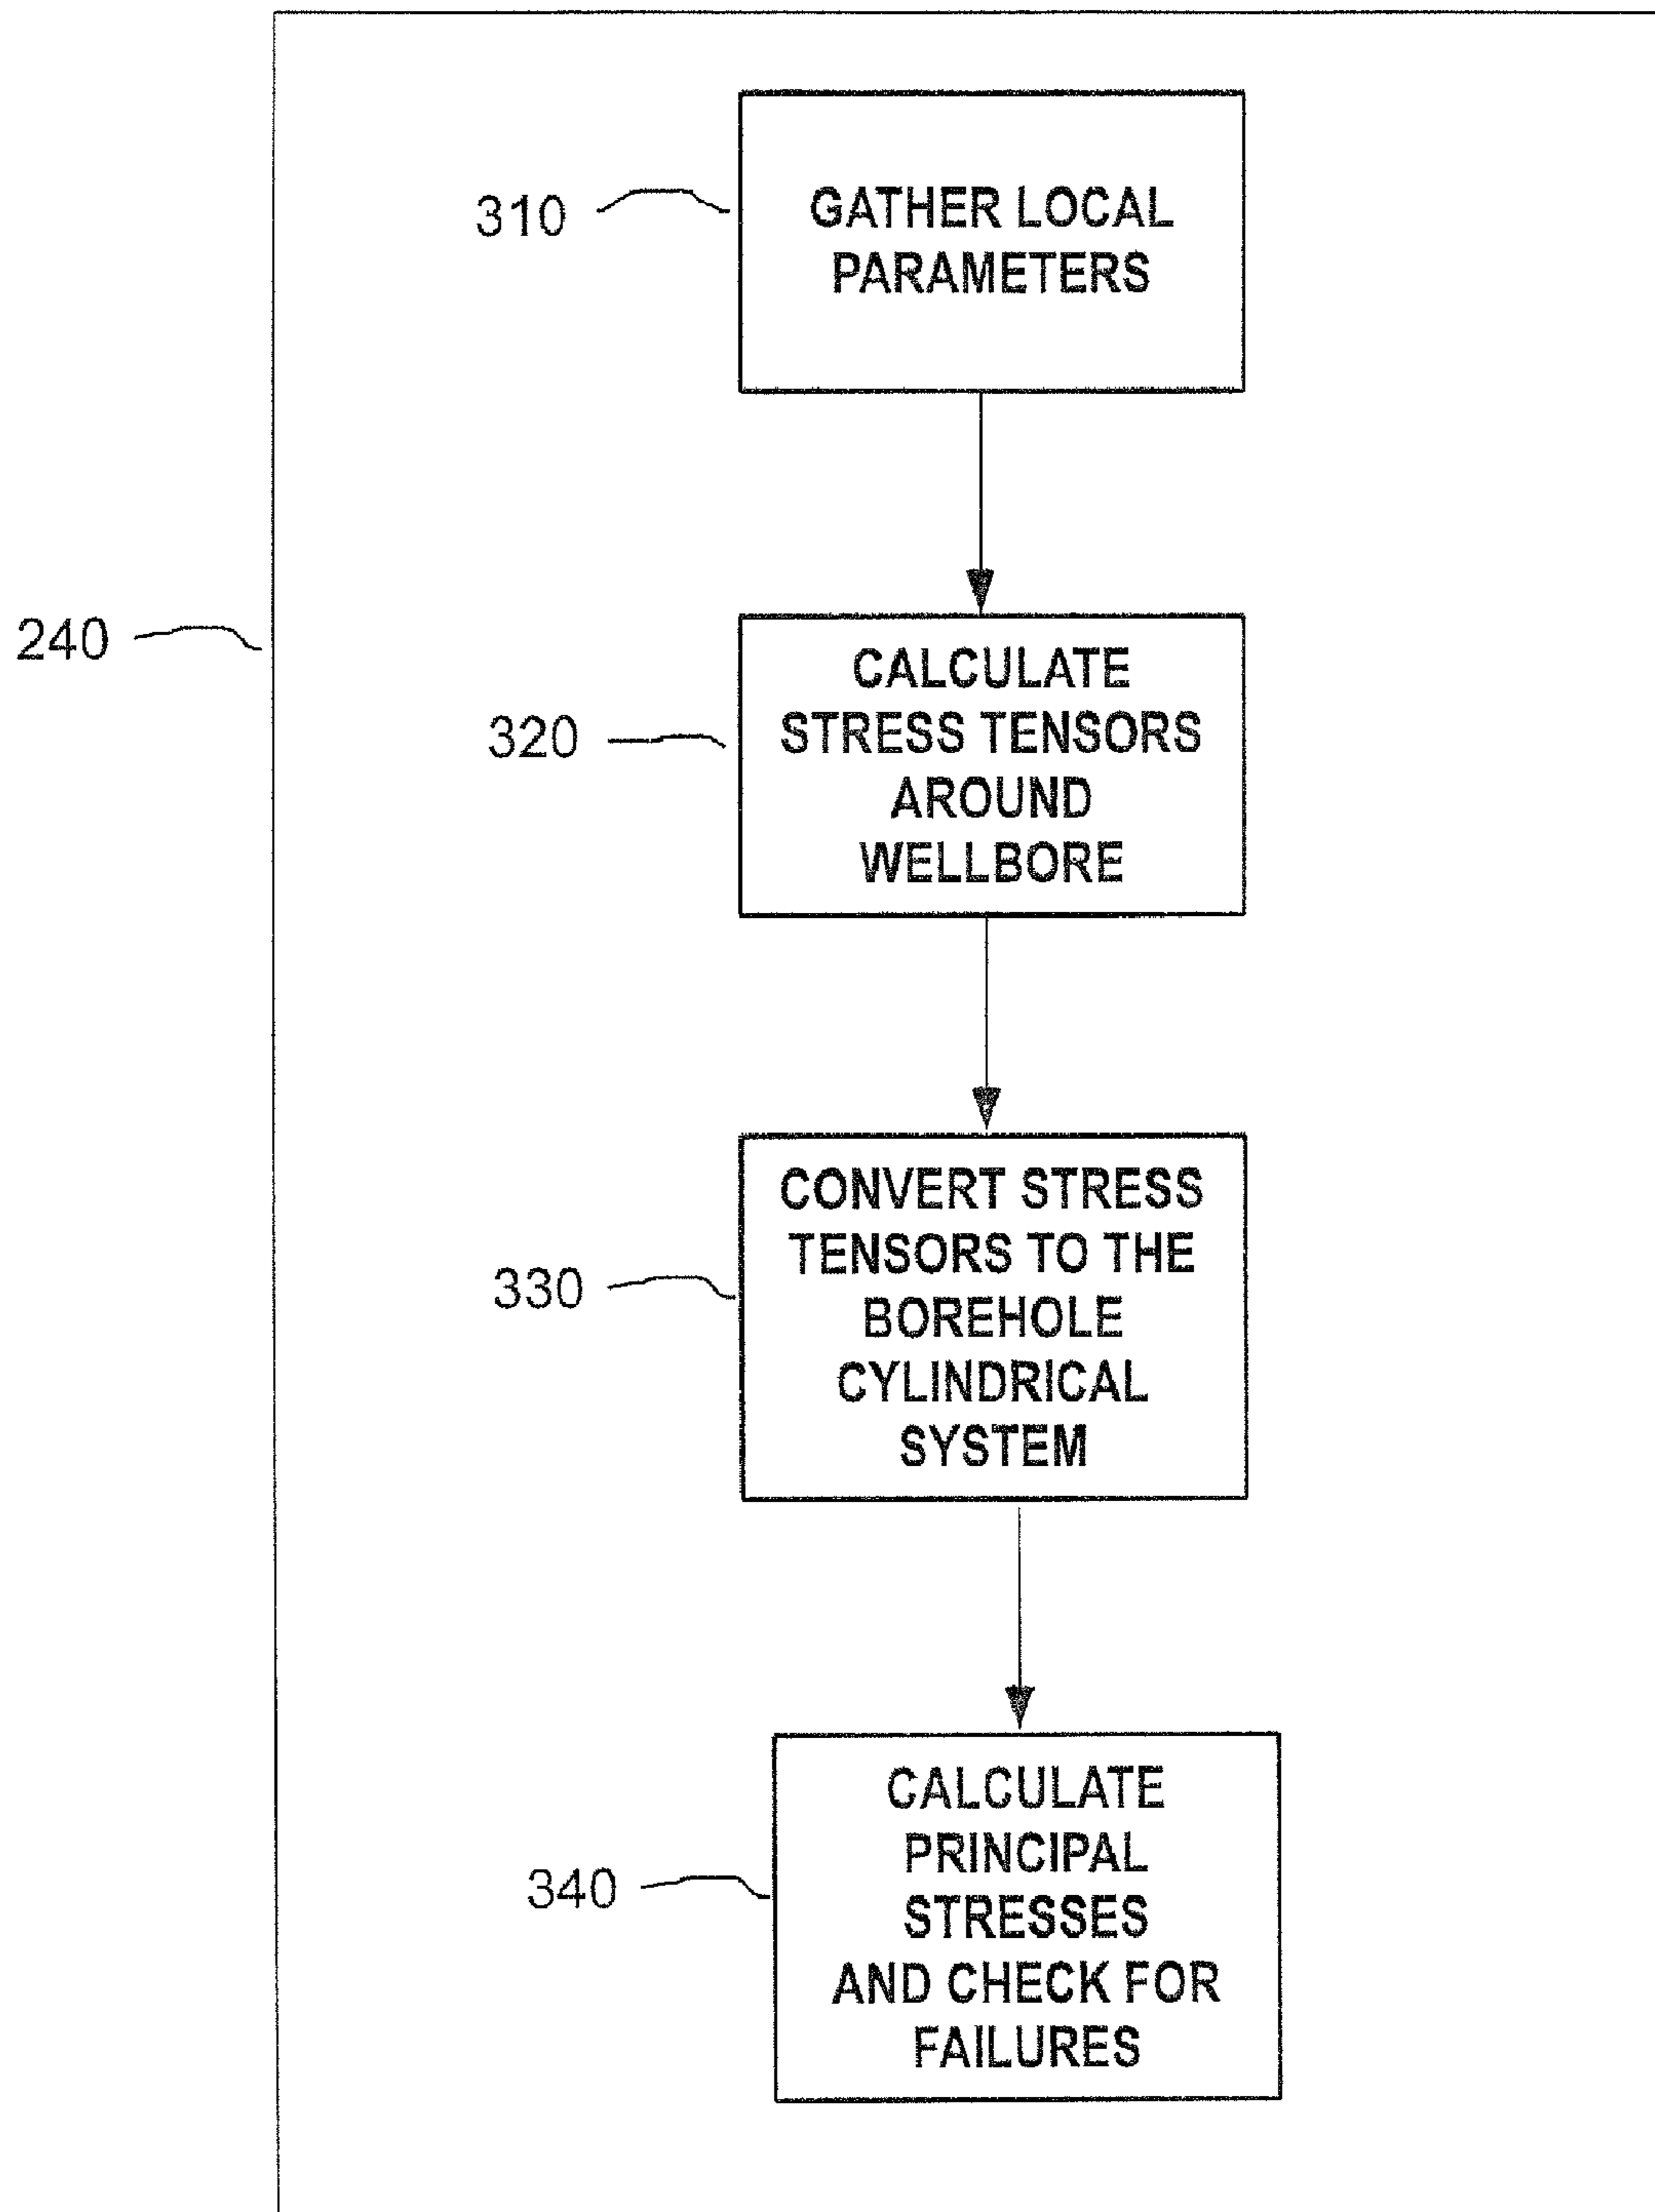 310
GATHER LOCAL
PARAMETERS
240
320
CALCULATE
STRESS TENSORS
AROUND
WELLBORE
330
CONVERT STRESS
TENSORS TO THE
BOREHOLE
CYLINDRICAL
SYSTEM
340
CALCULATE
PRINCIPAL
STRESSES
AND CHECK FOR
FAILURES